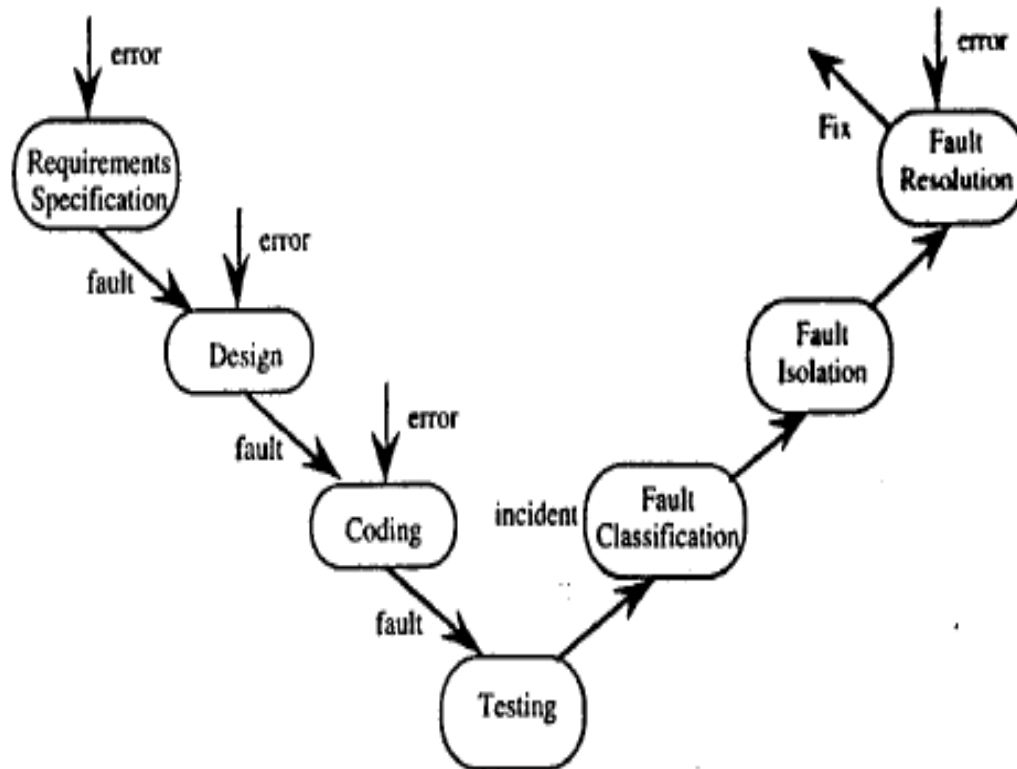 error
error
Fix
Fault
Resolution
Requirements
Specification
error
fault
Design
Fault
Isolation
error
fault
Coding
incident
Fault
Classification
fault
Testing